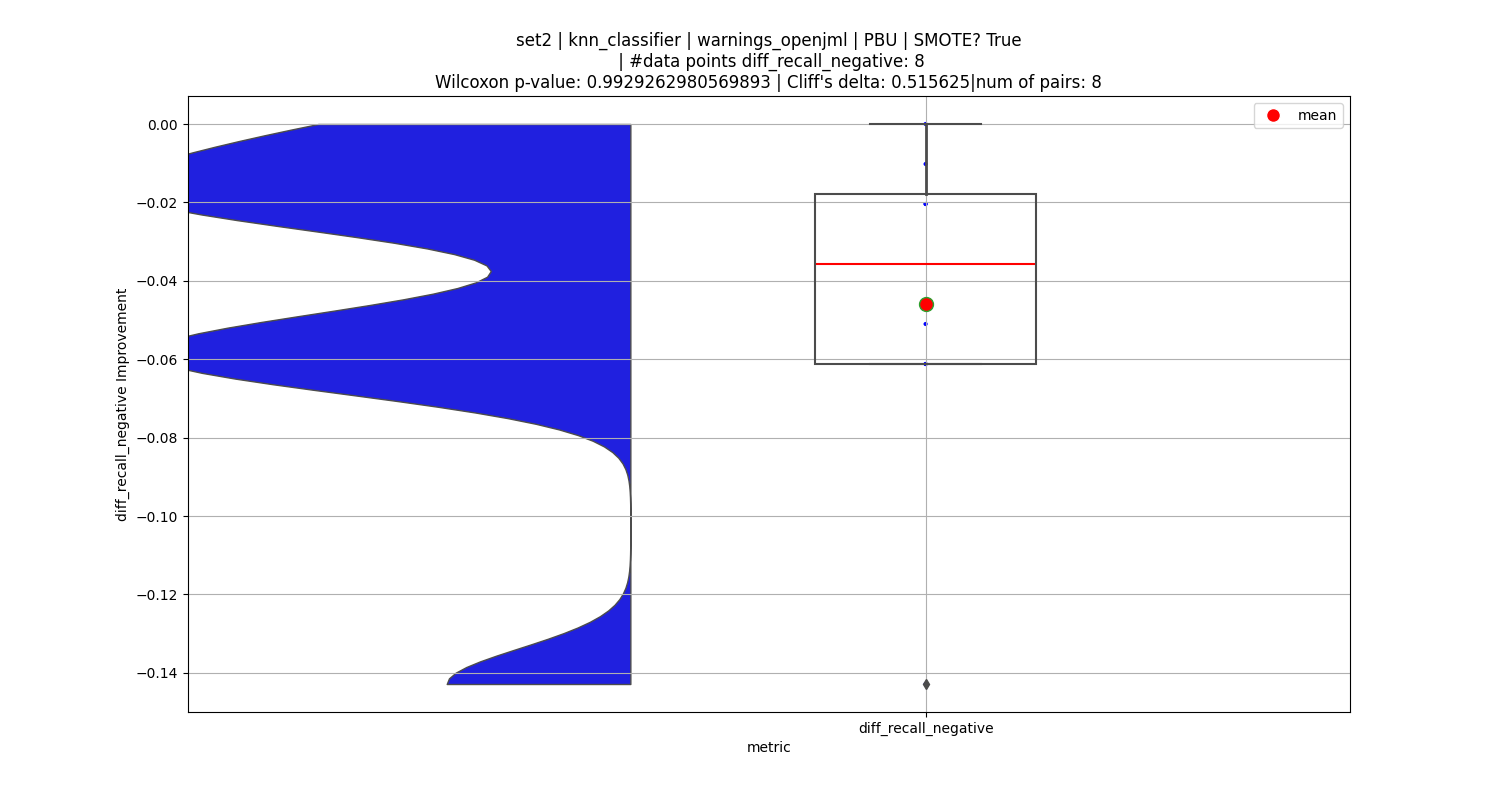 set2 | knn_classifier | warnings_openjml | PBU | SMOTE? True
| #data points diff_recall_negative: 8
Wilcoxon p-value: 0.9929262980569893 | Cliff's delta: 0.515625|num of pairs: 8
mean
0.00
−0.02
−0.04
−0.06
−0.08
−0.10
−0.12
−0.14
diff_recall_negative Improvement
diff_recall_negative
metric